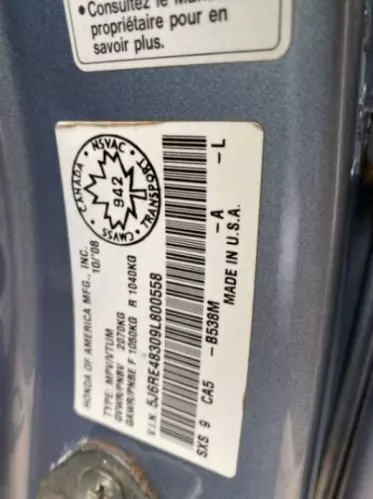 • Consultez le Man
propriétaire pour en
savoir plus.
HONDA OF AMERICA MFG., INC.
10/'08
TYPE: MPV/VTUM
GVWR/PNBV 2070KG
GAWR/PNBE F 1050KG R 1040KG
V.I.N. 5J6RE48309L800558
SXS 9 CA5 -B538M -A -L
MADE IN U.S.A.
CANADA • NSVAC • TRANSPORT • CMVSS
942